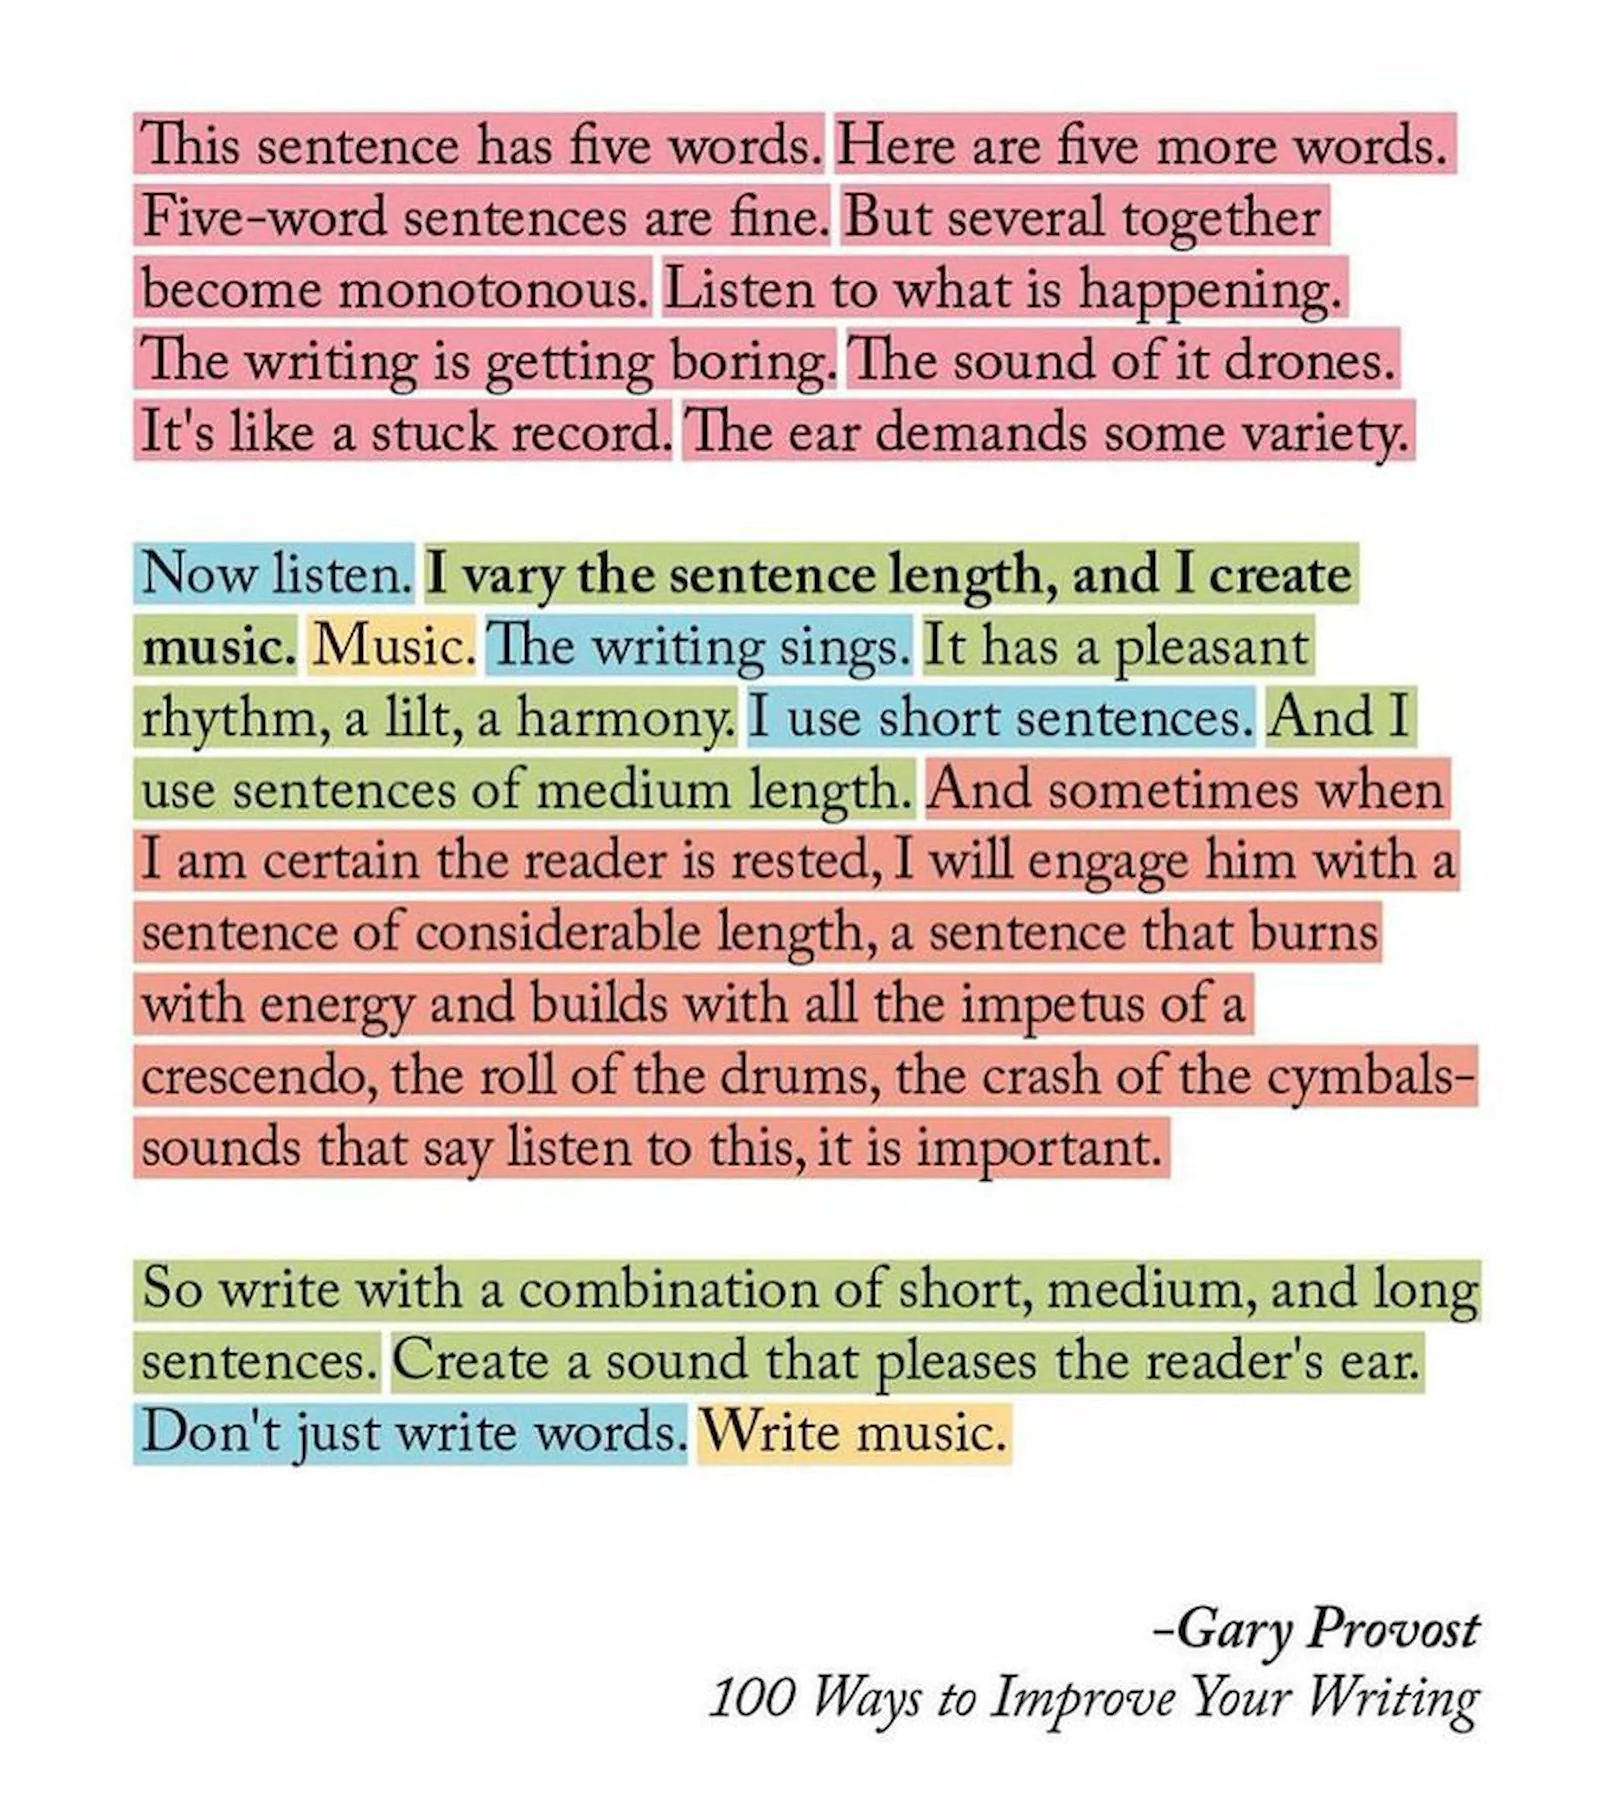 This sentence has five words. Here are five more words.
Five-word sentences are fine. But several together
become monotonous. Listen to what is happening.
The writing is getting boring. The sound of it drones.
It's like a stuck record. The ear demands some variety.
Now listen. I vary the sentence length, and I create
music. Music. The writing sings. It has a pleasant
rhythm, a lilt, a harmony. I use short sentences. And I
use sentences of medium length. And sometimes when
I am certain the reader is rested, I will engage him with a
sentence of considerable length, a sentence that burns
with energy and builds with all the impetus of a
crescendo, the roll of the drums, the crash of the cymbals–
sounds that say listen to this, it is important.
So write with a combination of short, medium, and long
sentences. Create a sound that pleases the reader's ear.
Don't just write words. Write music.
–Gary Provost
100 Ways to Improve Your Writing